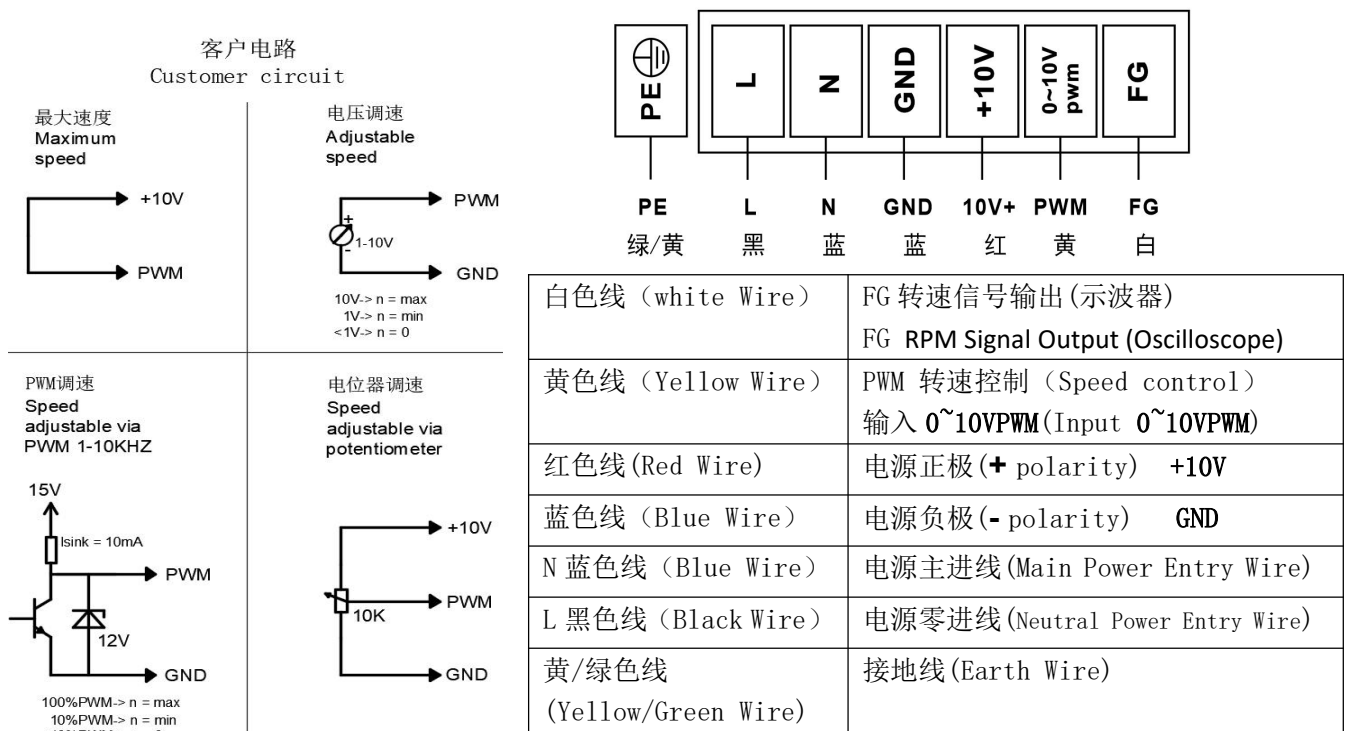 客户电路
Customer circuit
最大速度
Maximum
speed
+10V
PWM
电压调速
Adjustable
speed
PWM
+
1-10V
-
GND
10V-> n = max
1V-> n = min
<1V-> n = 0
PWM调速
Speed
adjustable via
PWM 1-10KHZ
15V
Isink = 10mA
PWM
12V
GND
100%PWM-> n = max
10%PWM-> n = min
电位器调速
Speed
adjustable via
potentiometer
+10V
PWM
10K
GND
PE
L
N
GND
+10V
0~10V
pwm
FG
PE L N GND 10V+ PWM FG
绿/黄 黑 蓝 蓝 红 黄 白
白色线（white Wire） FG 转速信号输出(示波器)
FG RPM Signal Output (Oscilloscope)
黄色线（Yellow Wire） PWM 转速控制（Speed control）
输入 0~10VPWM(Input 0~10VPWM)
红色线(Red Wire) 电源正极(+ polarity) +10V
蓝色线（Blue Wire） 电源负极(- polarity) GND
N 蓝色线（Blue Wire） 电源主进线(Main Power Entry Wire)
L 黑色线（Black Wire） 电源零进线(Neutral Power Entry Wire)
黄/绿色线 接地线(Earth Wire)
(Yellow/Green Wire)